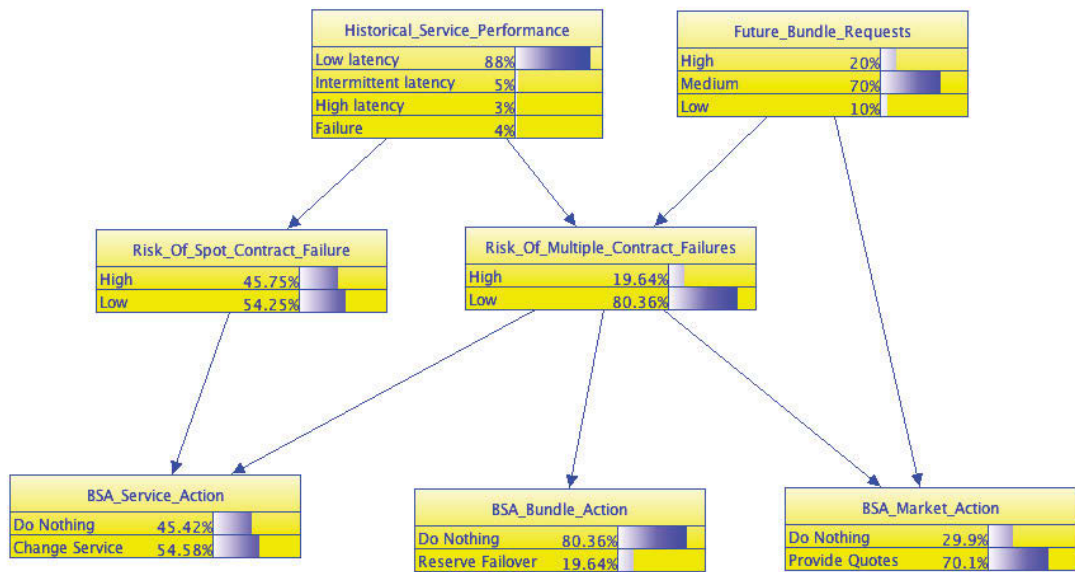 Historical_Service_Performance
Low latency 88%
Intermittent latency 5%
High latency 3%
Failure 4%
Future_Bundle_Requests
High 20%
Medium 70%
Low 10%
Risk_Of_Spot_Contract_Failure
High 45.75%
Low 54.25%
Risk_Of_Multiple_Contract_Failures
High 19.64%
Low 80.36%
BSA_Service_Action
Do Nothing 45.42%
Change Service 54.58%
BSA_Bundle_Action
Do Nothing 80.36%
Reserve Failover 19.64%
BSA_Market_Action
Do Nothing 29.9%
Provide Quotes 70.1%